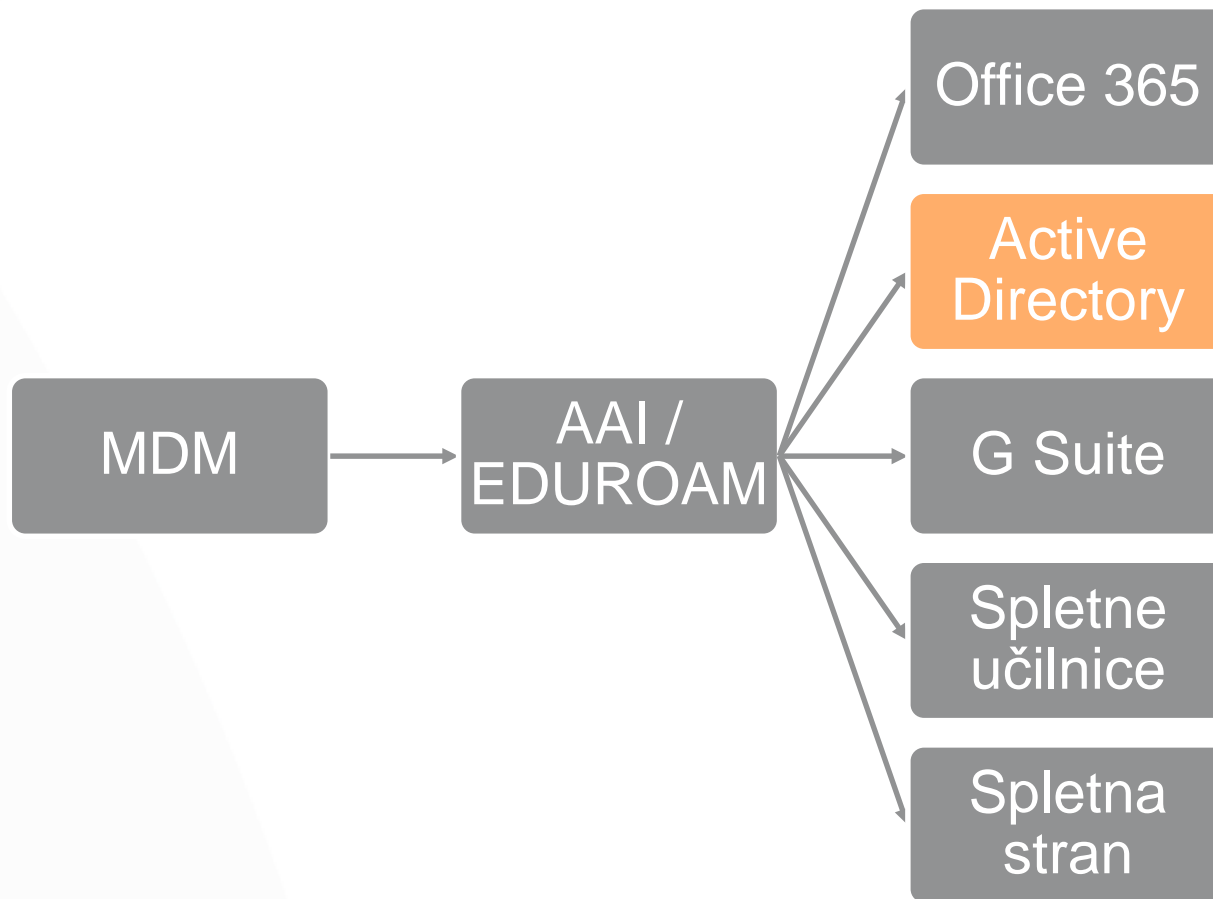 MDM
AAI /
EDUROAM
Office 365
Active
Directory
G Suite
Spletne
učilnice
Spletna
stran